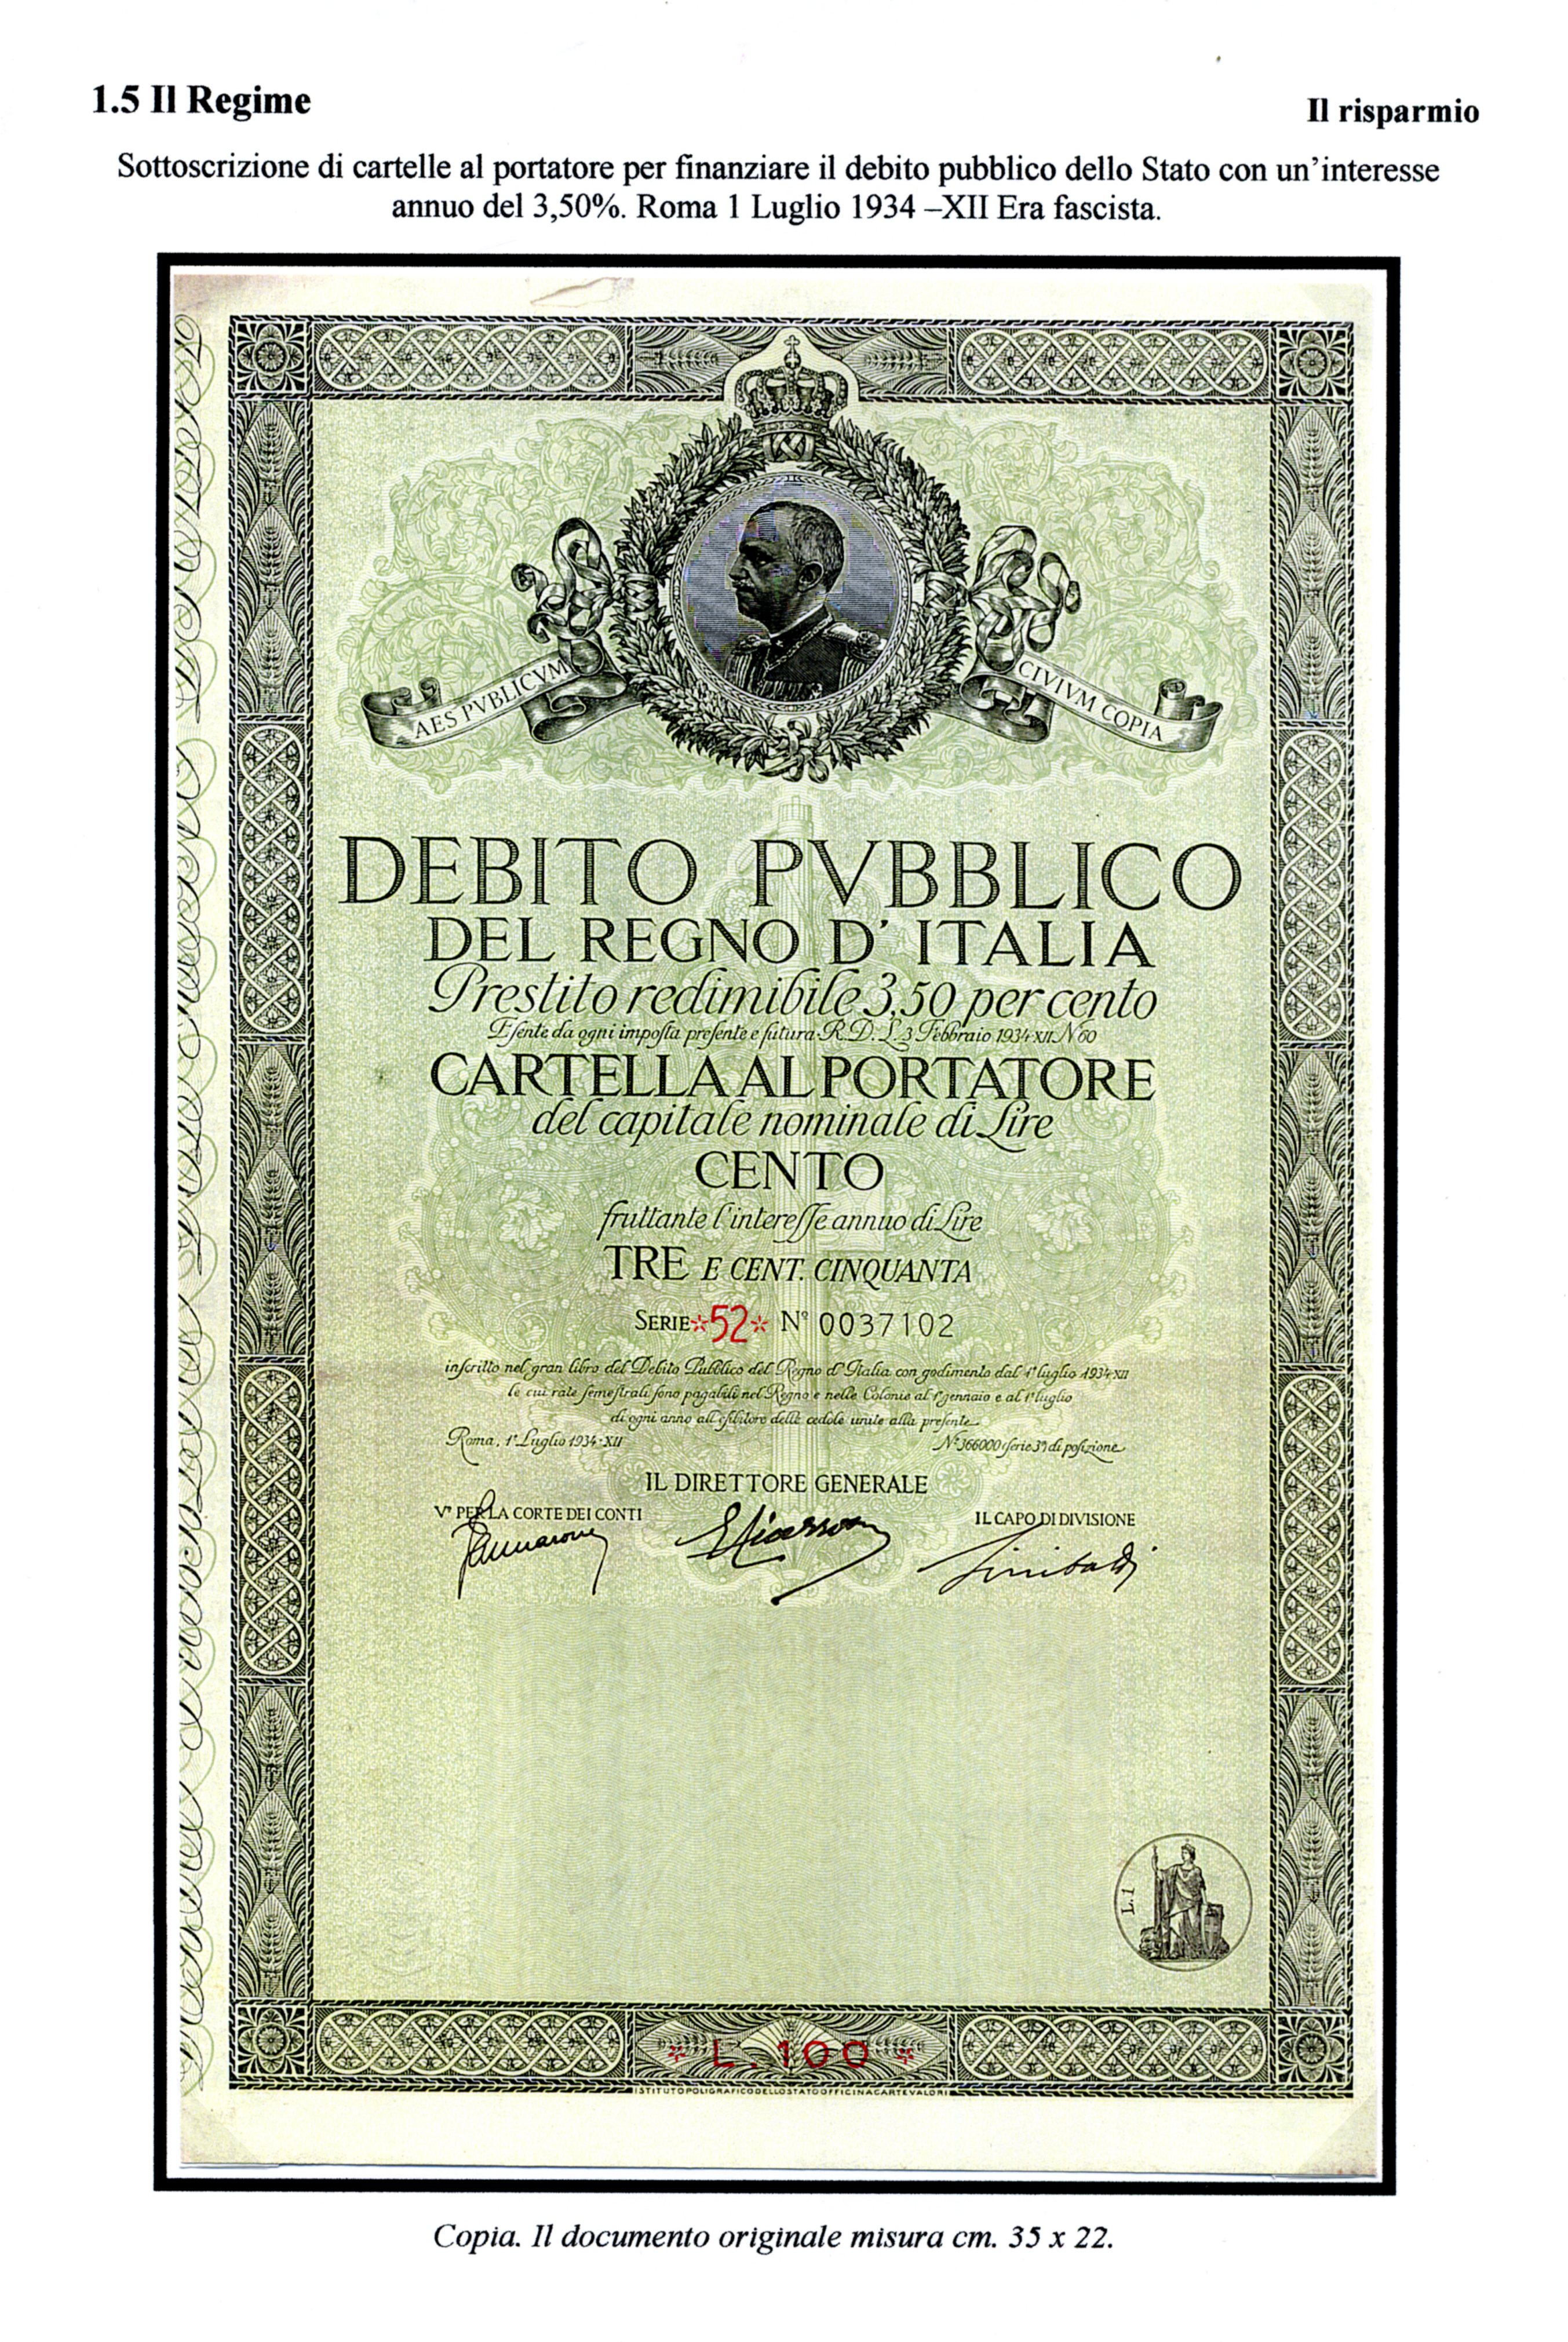 1.5 Il Regime
Il risparmio
Sottoscrizione di cartelle al portatore per finanziare il debito pubblico dello Stato con un'interesse
annuo del 3,50%. Roma 1 Luglio 1934 –XII Era fascista.
AES PVBLICVM
CIVIVM COPIA
DEBITO PVBBLICO
DEL REGNO D'ITALIA
Prestito redimibile 3,50 per cento
Esente da ogni imposta presente e futura-R.D.L.3 Febbraio 1934-XII N 60
CARTELLA AL PORTATORE
del capitale nominale di Lire
CENTO
fruttante l'interesse annuo di Lire
TRE E CENT. CINQUANTA
SERIE *52* N° 0037102
inscritto nel gran libro del Debito Pubblico del Regno d'Italia con godimento dal 1° luglio 1934-XII
le cui rate semestrali sono pagabili nel Regno e nelle Colonie al 1° gennaio e al 1° luglio
di ogni anno all'esibitore delle cedole unite alla presente
Roma, 1° Luglio 1934-XII
N° 366000 (serie 3ª) di posizione
IL DIRETTORE GENERALE
V° PER LA CORTE DEI CONTI
IL CAPO DI DIVISIONE
Sinibaldi
L.1
* L. 100 *
ISTITUTO POLIGRAFICO DELLO STATO OFFICINA CARTE VALORI
Copia. Il documento originale misura cm. 35 x 22.